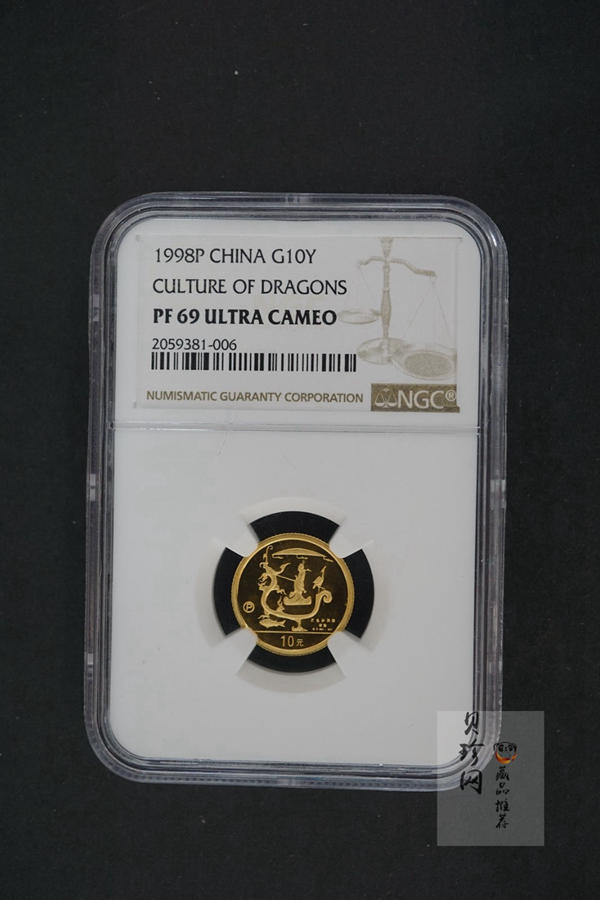 1998P CHINA G10Y
CULTURE OF DRAGONS
PF 69 ULTRA CAMEO
2059381-006
NUMISMATIC GUARANTY CORPORATION
NGC®
P
10元
贝珍网
藏品推荐